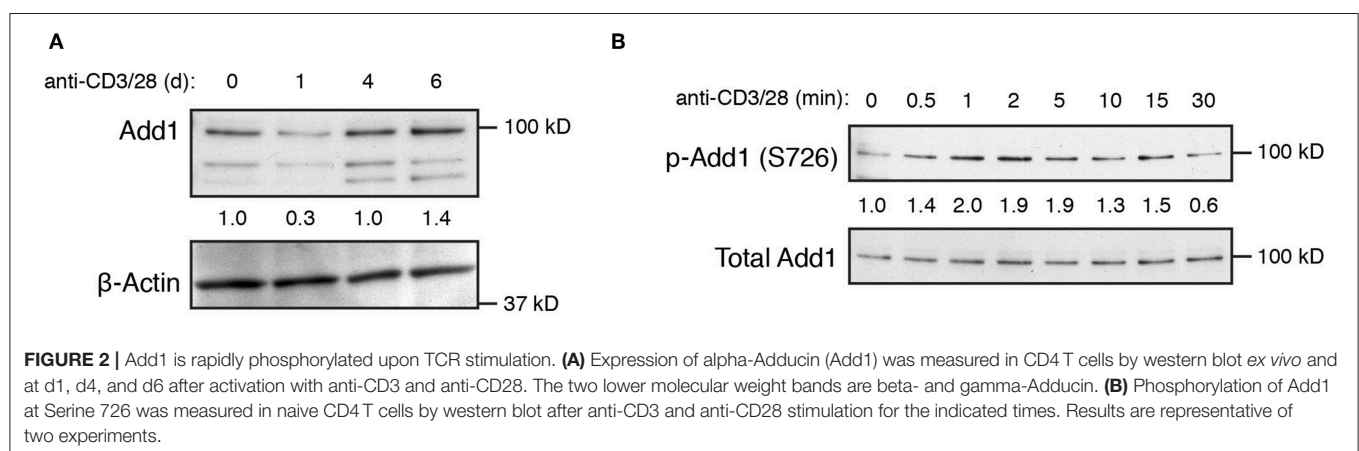 A
anti-CD3/28 (d): 0 1 4 6
Add1
100 kD
1.0 0.3 1.0 1.4
β-Actin
37 kD
B
anti-CD3/28 (min): 0 0.5 1 2 5 10 15 30
p-Add1 (S726)
100 kD
1.0 1.4 2.0 1.9 1.9 1.3 1.5 0.6
Total Add1
100 kD
FIGURE 2 | Add1 is rapidly phosphorylated upon TCR stimulation. (A) Expression of alpha-Adducin (Add1) was measured in CD4 T cells by western blot ex vivo and
at d1, d4, and d6 after activation with anti-CD3 and anti-CD28. The two lower molecular weight bands are beta- and gamma-Adducin. (B) Phosphorylation of Add1
at Serine 726 was measured in naive CD4 T cells by western blot after anti-CD3 and anti-CD28 stimulation for the indicated times. Results are representative of
two experiments.